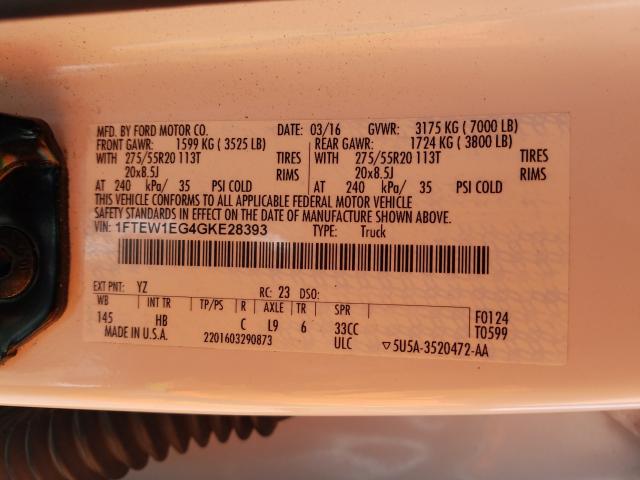 MFD. BY FORD MOTOR CO. DATE: 03/16 GVWR: 3175 KG ( 7000 LB)
FRONT GAWR: 1599 KG ( 3525 LB) REAR GAWR: 1724 KG ( 3800 LB)
WITH 275/55R20 113T TIRES WITH 275/55R20 113T TIRES
20x8.5J RIMS 20x8.5J RIMS
AT 240 kPa/ 35 PSI COLD AT 240 kPa/ 35 PSI COLD
THIS VEHICLE CONFORMS TO ALL APPLICABLE FEDERAL MOTOR VEHICLE
SAFETY STANDARDS IN EFFECT ON THE DATE OF MANUFACTURE SHOWN ABOVE.
VIN: 1FTEW1EG4GKE28393 TYPE: Truck
EXT PNT: YZ RC: 23 DSO:
WB INT TR TP/PS R AXLE TR SPR F0124
145 HB C L9 6 33CC T0599
MADE IN U.S.A. 2201603290873 ULC ▽5U5A-3520472-AA